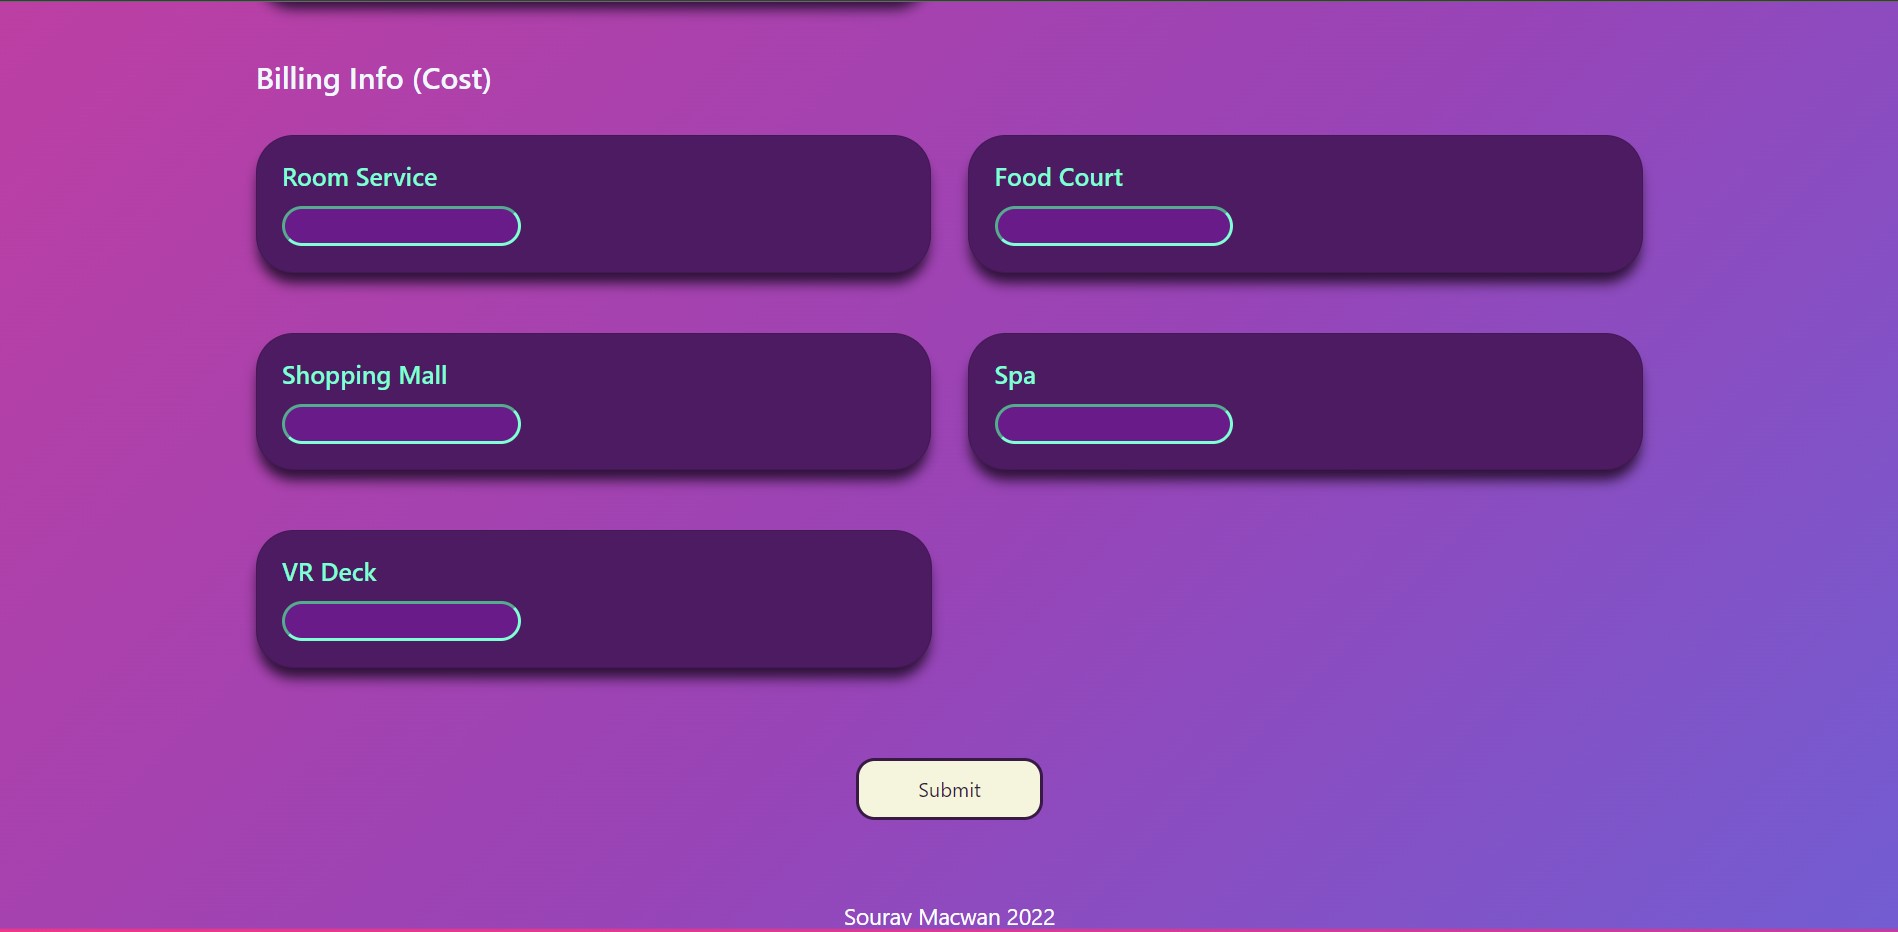 Billing Info (Cost)
Room Service
Food Court
Shopping Mall
Spa
VR Deck
Submit
Sourav Macwan 2022